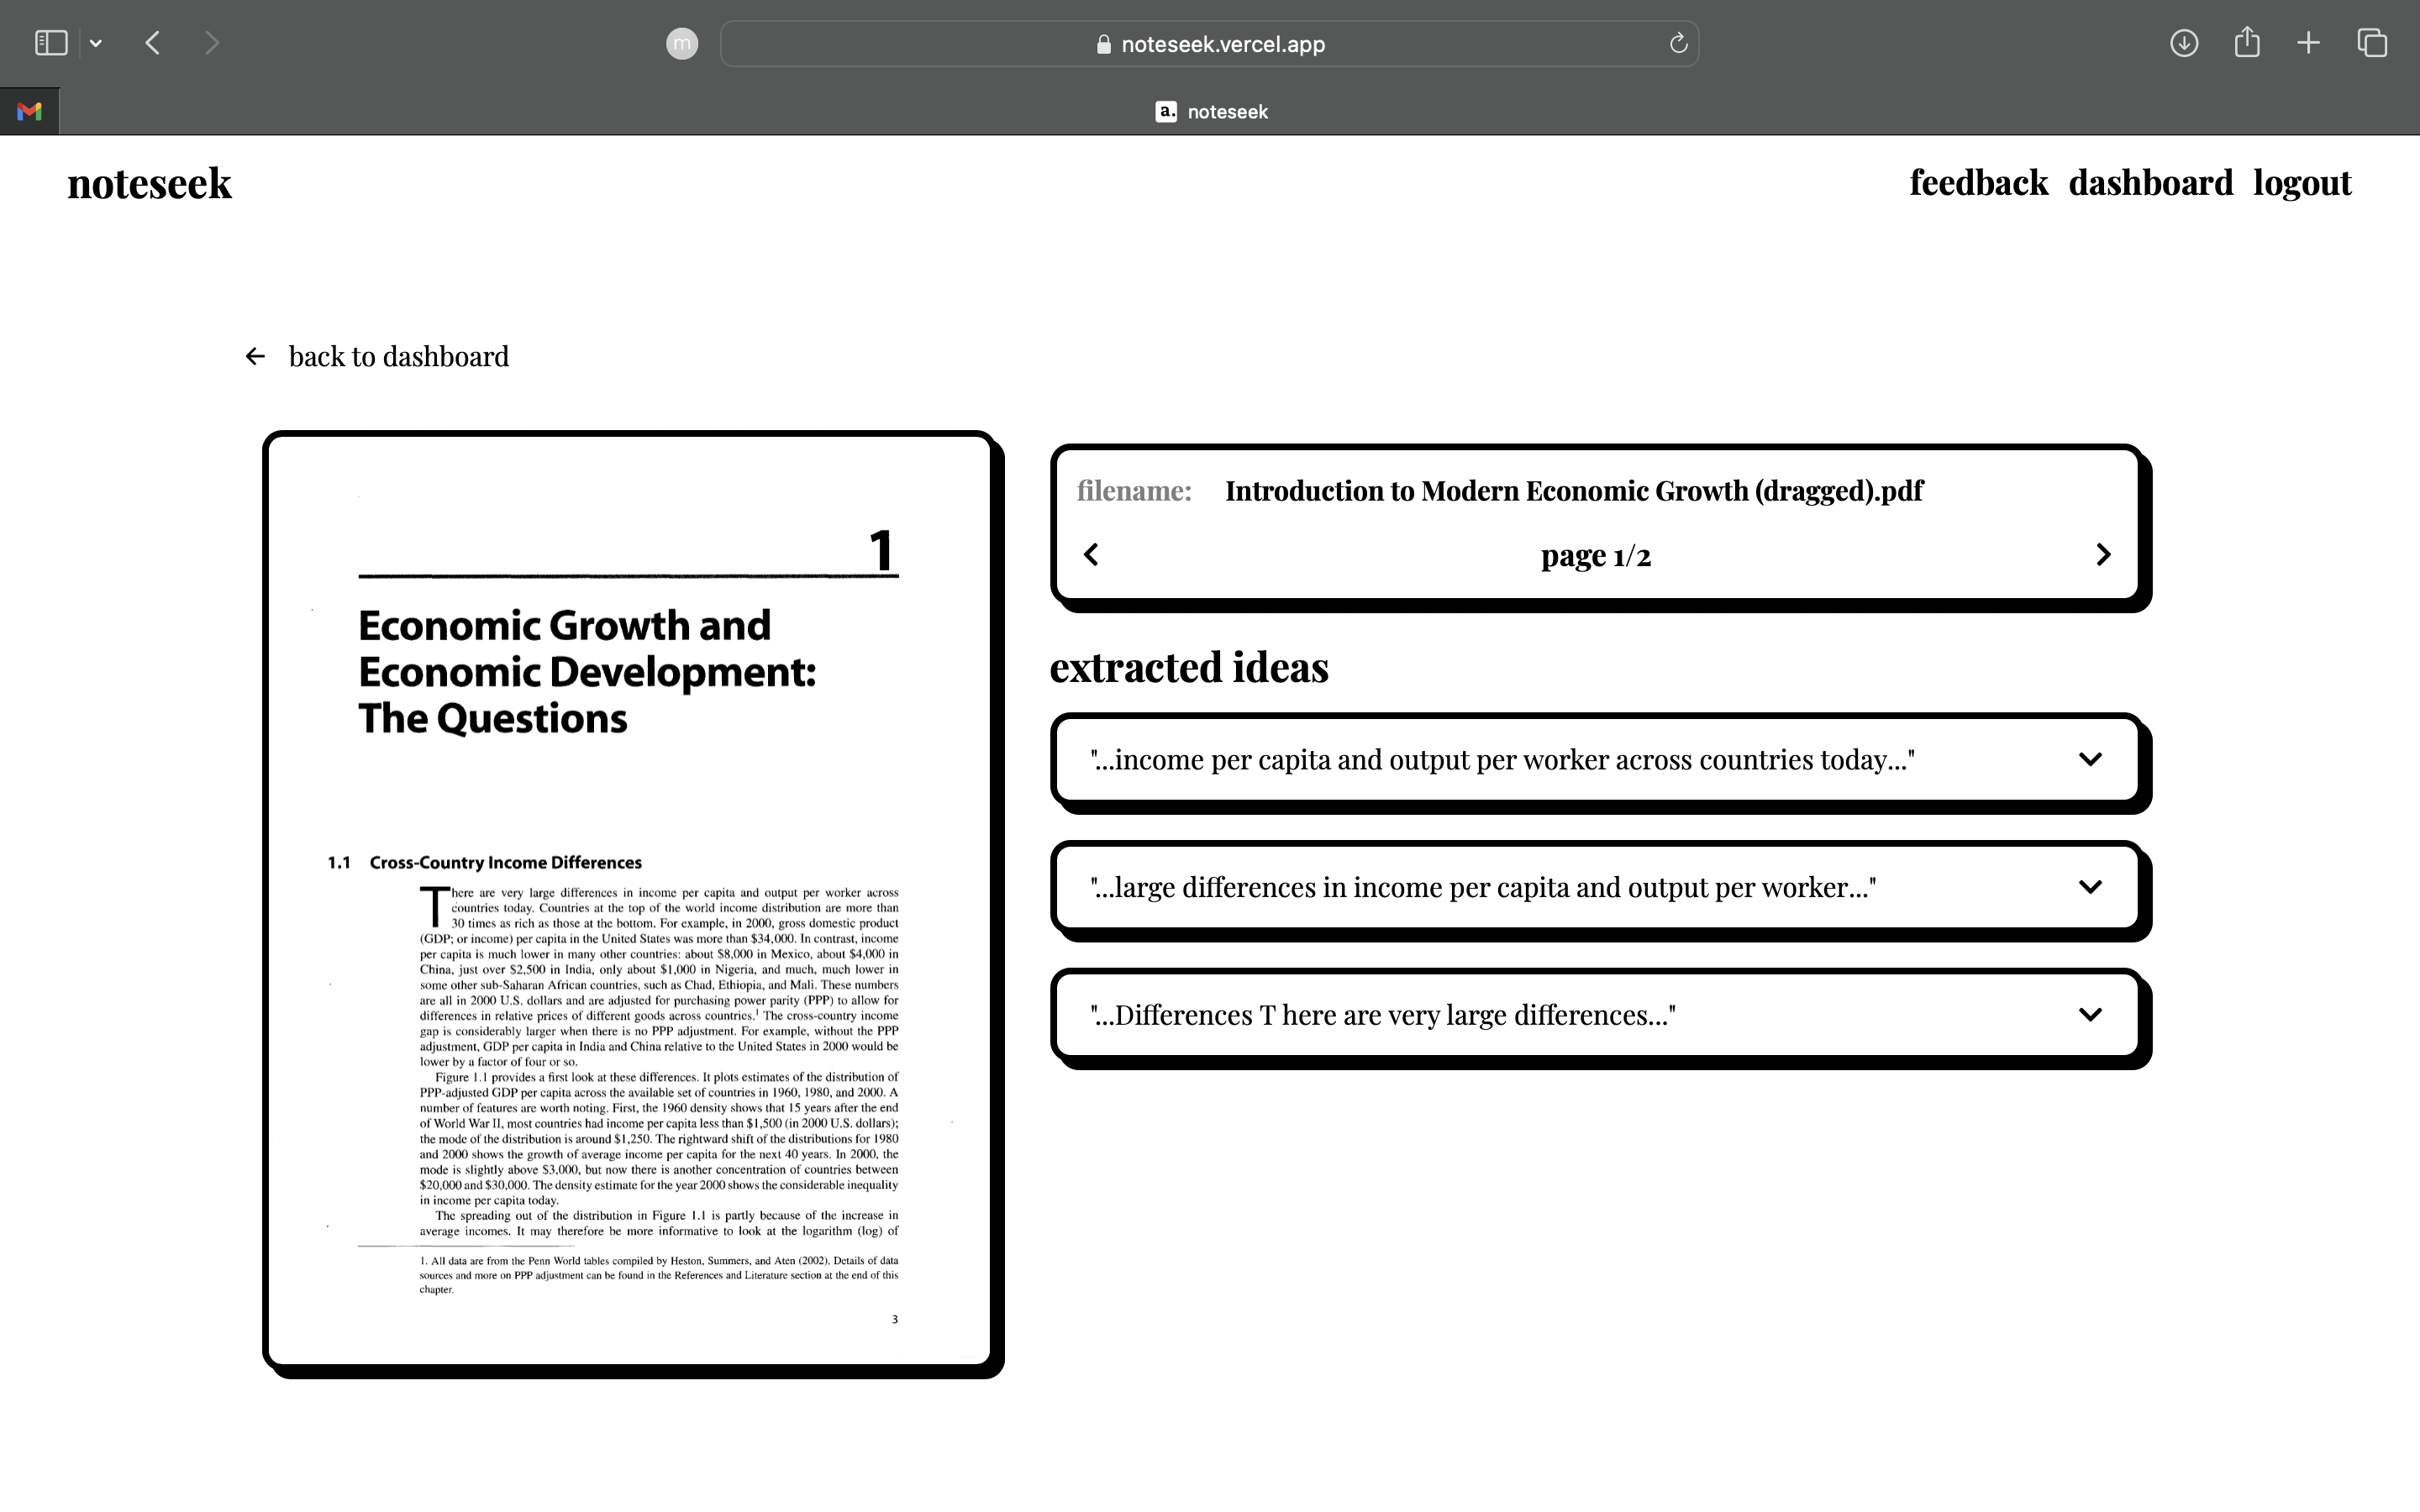 m
noteseek.vercel.app
a. noteseek
noteseek
feedback dashboard logout
← back to dashboard
1
Economic Growth and
Economic Development:
The Questions
1.1 Cross-Country Income Differences
There are very large differences in income per capita and output per worker across
countries today. Countries at the top of the world income distribution are more than
30 times as rich as those at the bottom. For example, in 2000, gross domestic product
(GDP; or income) per capita in the United States was more than $34,000. In contrast, income
per capita is much lower in many other countries: about $8,000 in Mexico, about $4,000 in
China, just over $2,500 in India, only about $1,000 in Nigeria, and much, much lower in
some other sub-Saharan African countries, such as Chad, Ethiopia, and Mali. These numbers
are all in 2000 U.S. dollars and are adjusted for purchasing power parity (PPP) to allow for
differences in relative prices of different goods across countries.1 The cross-country income
gap is considerably larger when there is no PPP adjustment. For example, without the PPP
adjustment, GDP per capita in India and China relative to the United States in 2000 would be
lower by a factor of four or so.
Figure 1.1 provides a first look at these differences. It plots estimates of the distribution of
PPP-adjusted GDP per capita across the available set of countries in 1960, 1980, and 2000. A
number of features are worth noting. First, the 1960 density shows that 15 years after the end
of World War II, most countries had income per capita less than $1,500 (in 2000 U.S. dollars);
the mode of the distribution is around $1,250. The rightward shift of the distributions for 1980
and 2000 shows the growth of average income per capita for the next 40 years. In 2000, the
mode is slightly above $3,000, but now there is another concentration of countries between
$20,000 and $30,000. The density estimate for the year 2000 shows the considerable inequality
in income per capita today.
The spreading out of the distribution in Figure 1.1 is partly because of the increase in
average incomes. It may therefore be more informative to look at the logarithm (log) of
1. All data are from the Penn World tables compiled by Heston, Summers, and Aten (2002). Details of data
sources and more on PPP adjustment can be found in the References and Literature section at the end of this
chapter.
3
filename: Introduction to Modern Economic Growth (dragged).pdf
page 1/2
extracted ideas
"...income per capita and output per worker across countries today..."
"...large differences in income per capita and output per worker..."
"...Differences T here are very large differences..."